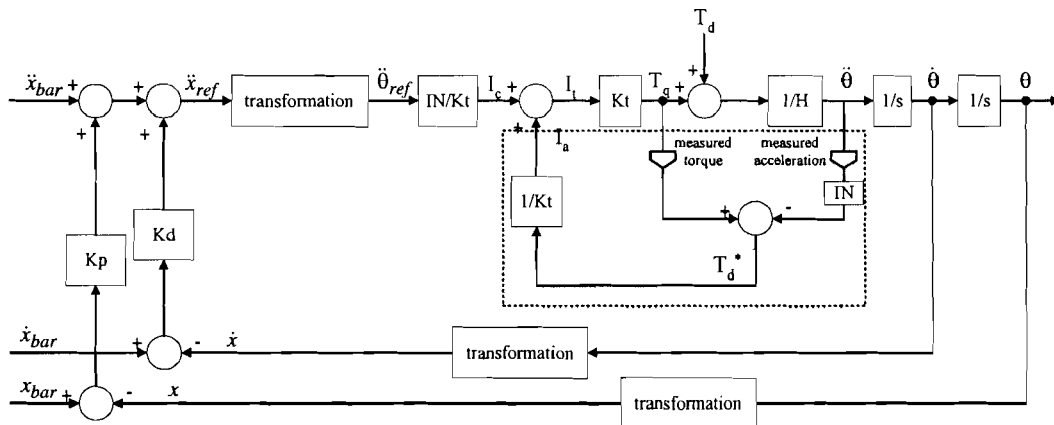 T_d
ẍ_bar + + + + ẍ_ref transformation θ̈_ref IN/Kt I_c + + I_t Kt T_q + + 1/H θ̈ 1/s θ̇ 1/s θ
I_a measured torque measured acceleration
1/Kt IN
+ -
Kp Kd T_d*
ẋ_bar + - ẋ transformation
x_bar + - x transformation